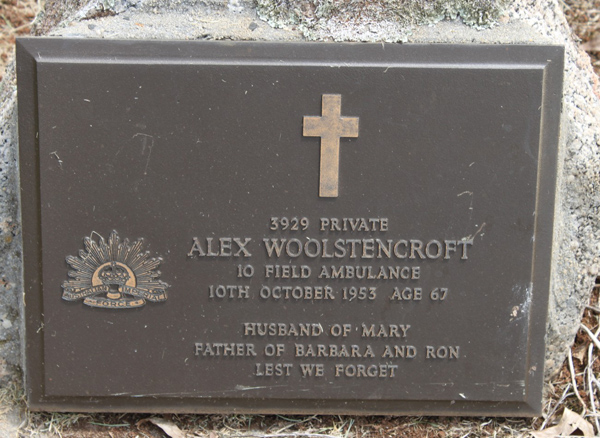 3929 PRIVATE
ALEX WOOLSTENCROFT
10 FIELD AMBULANCE
10TH OCTOBER 1953 AGE 67
HUSBAND OF MARY
FATHER OF BARBARA AND RON
LEST WE FORGET